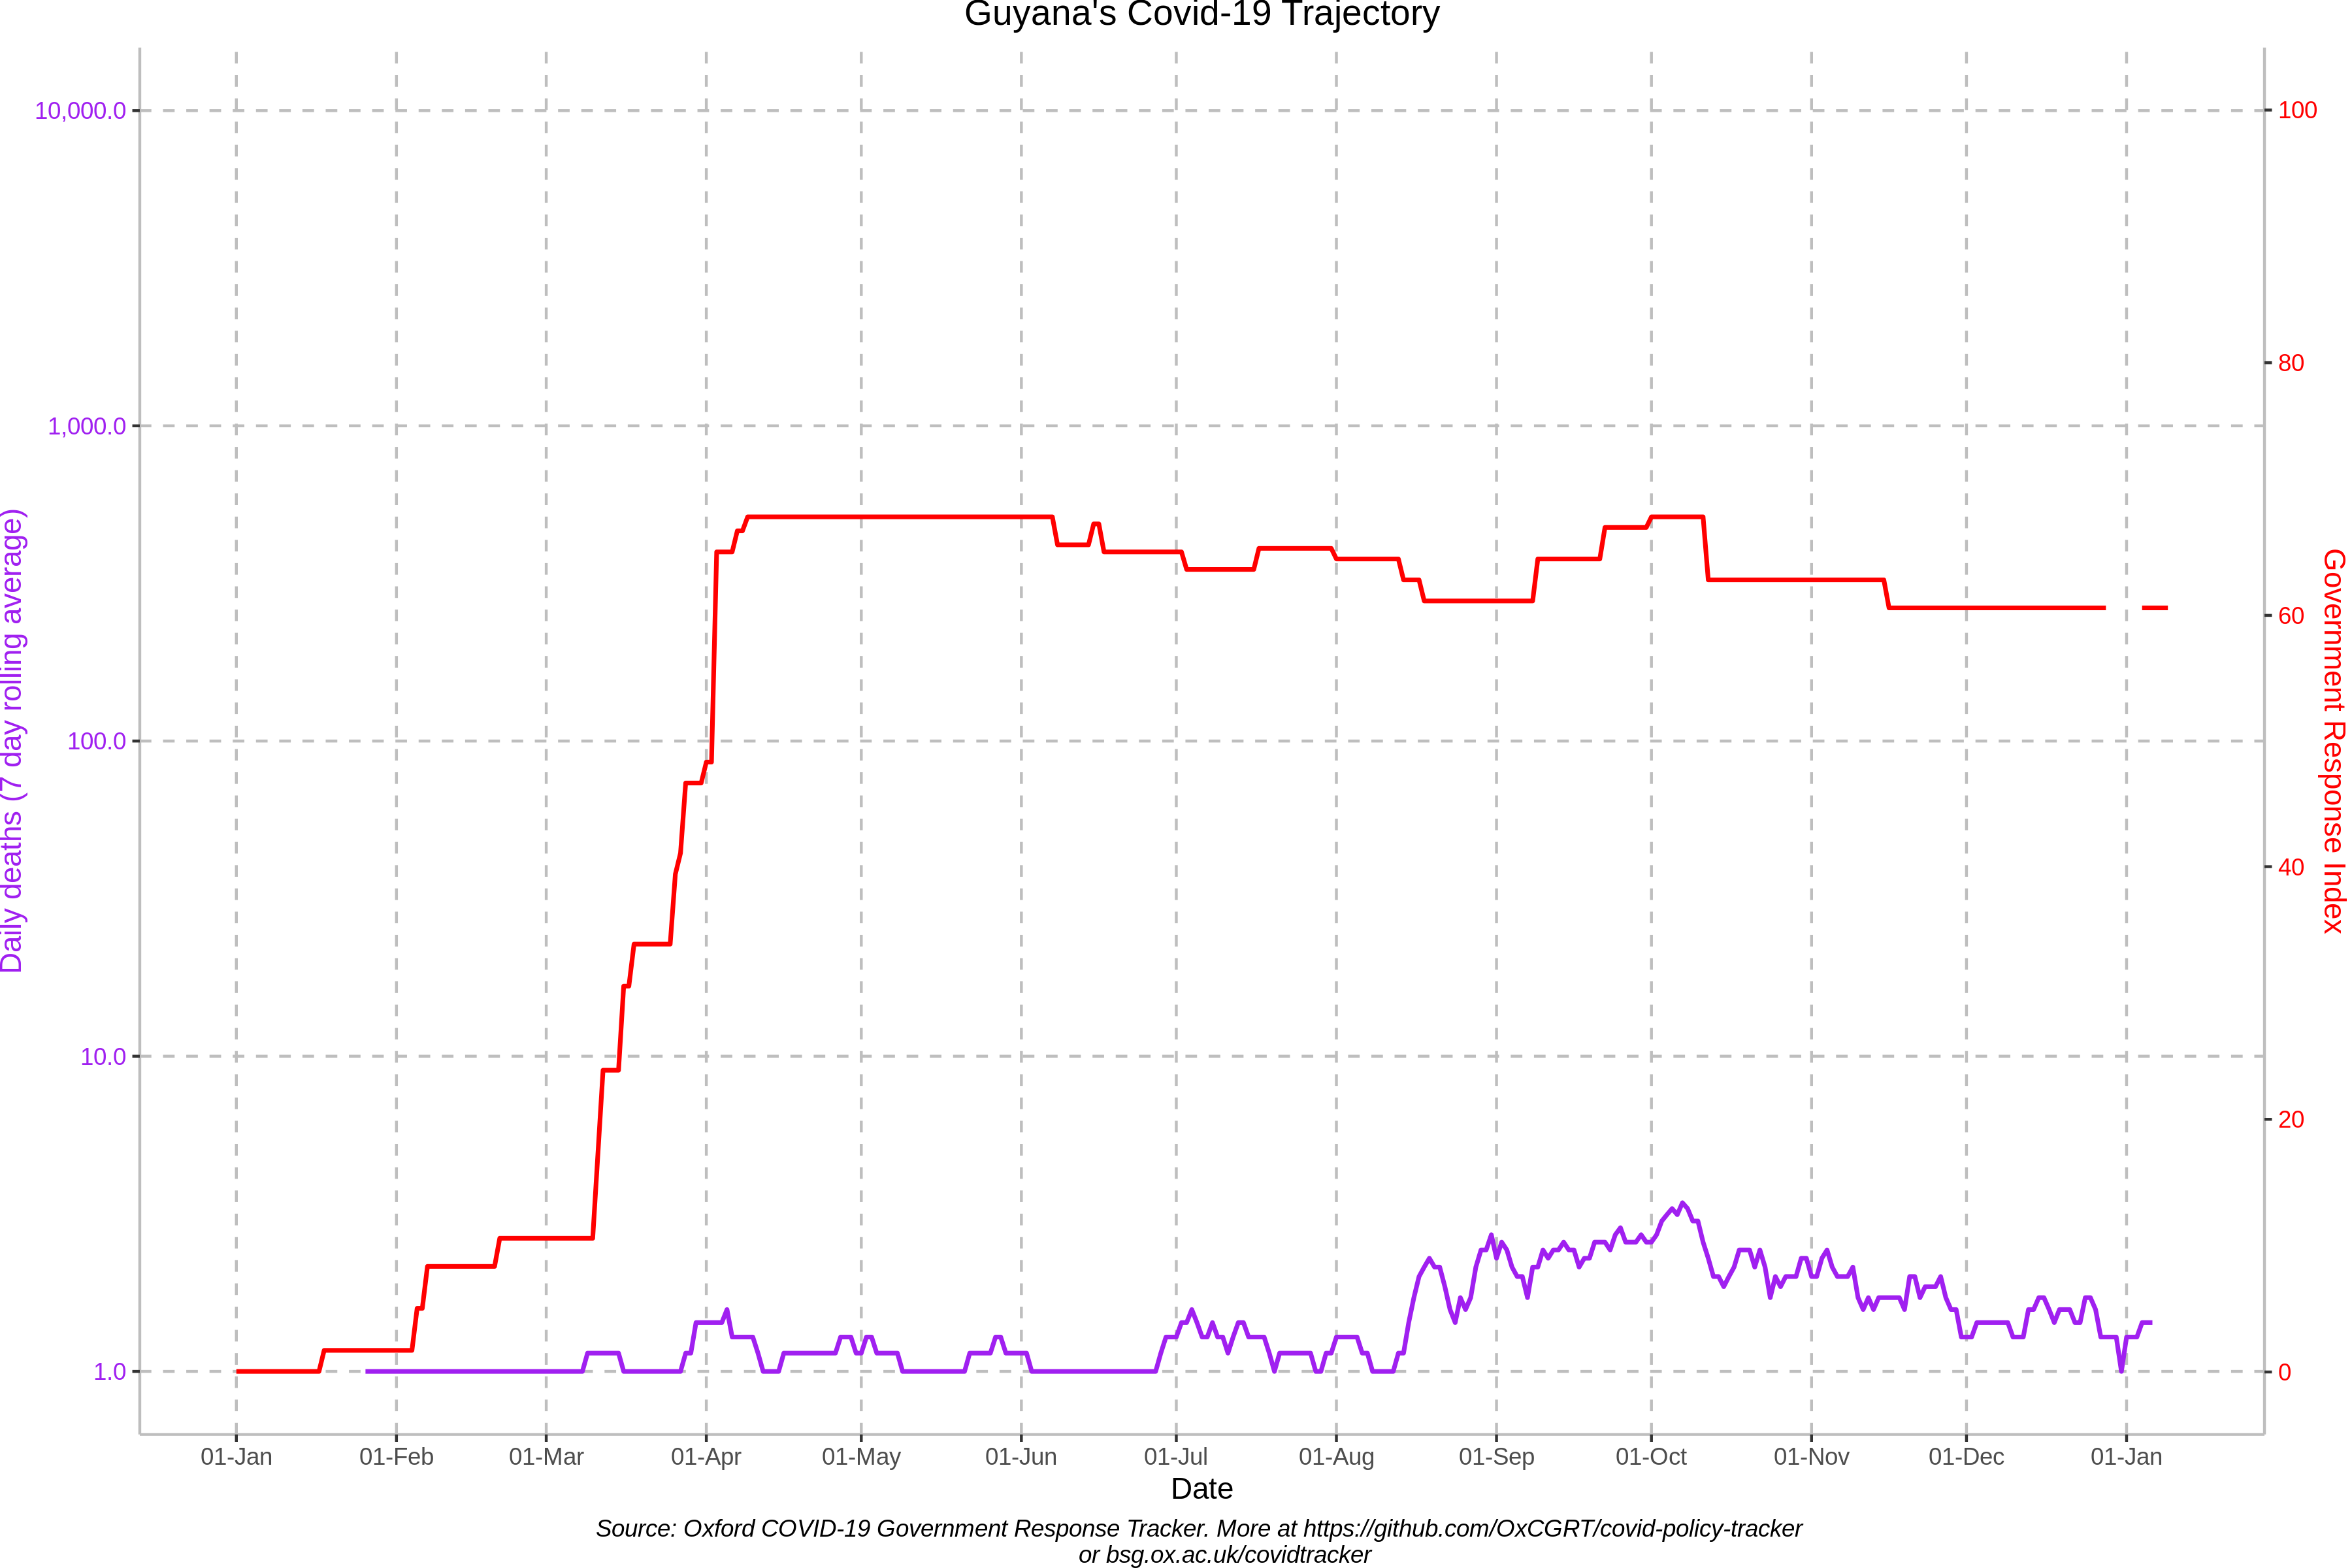 Guyana's Covid-19 Trajectory
10,000.0
1,000.0
100.0
10.0
1.0
Daily deaths (7 day rolling average)
100
80
60
40
20
0
Government Response Index
01-Jan 01-Feb 01-Mar 01-Apr 01-May 01-Jun 01-Jul 01-Aug 01-Sep 01-Oct 01-Nov 01-Dec 01-Jan
Date
Source: Oxford COVID-19 Government Response Tracker. More at https://github.com/OxCGRT/covid-policy-tracker
or bsg.ox.ac.uk/covidtracker